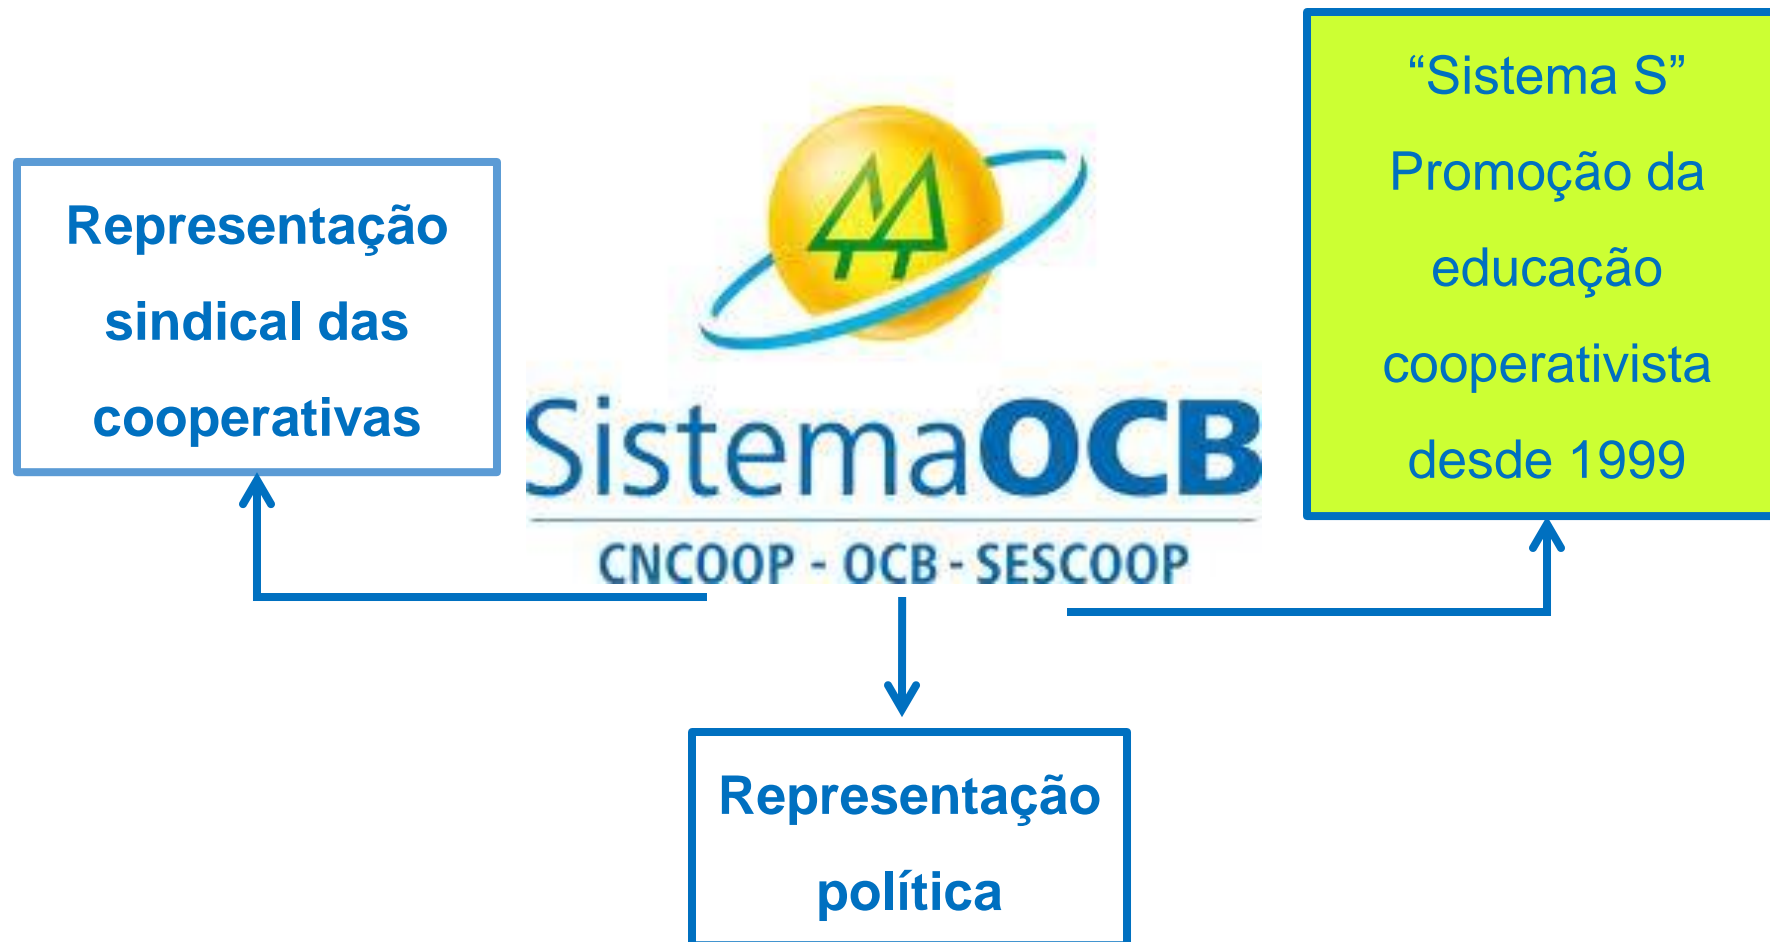 Representação
sindical das
cooperativas
SistemaOCB
CNCOOP - OCB - SESCOOP
“Sistema S”
Promoção da
educação
cooperativista
desde 1999
Representação
política